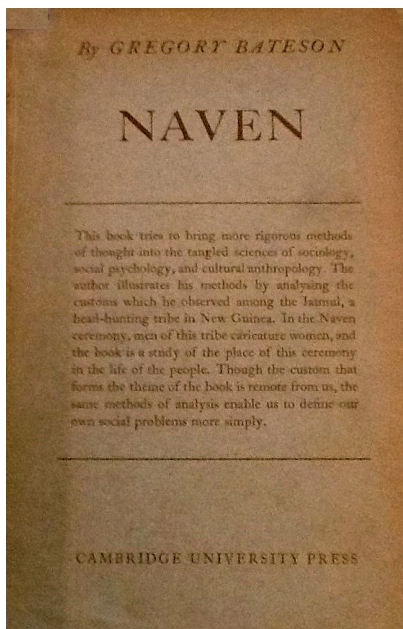 By GREGORY BATESON
NAVEN
This book tries to bring more rigorous methods
of thought into the tangled sciences of sociology,
social psychology, and cultural anthropology. The
author illustrates his methods by analysing the
customs which he observed among the Iatmul, a
head-hunting tribe in New Guinea. In the Naven
ceremony, men of this tribe caricature women, and
the book is a study of the place of this ceremony
in the life of the people. Though the custom that
forms the theme of the book is remote from us, the
same methods of analysis enable us to define our
own social problems more simply.
CAMBRIDGE UNIVERSITY PRESS